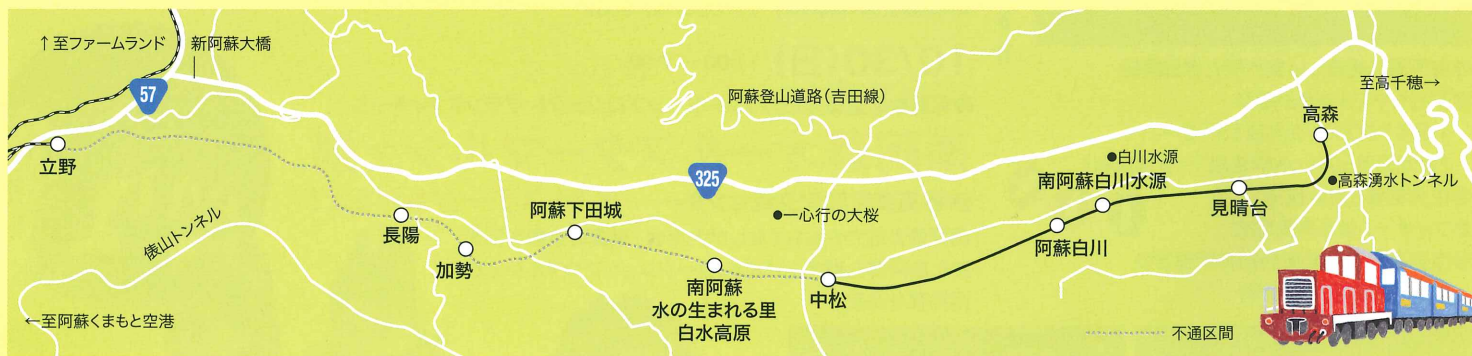 ↑至ファームランド
新阿蘇大橋
57
阿蘇登山道路(吉田線)
至高千穂→
高森
立野
325
●白川水源
●高森湧水トンネル
南阿蘇白川水源
阿蘇下田城
●一心行の大桜
見晴台
俵山トンネル
長陽
加勢
阿蘇白川
南阿蘇
水の生まれる里
白水高原
中松
←至阿蘇くまもと空港
不通区間